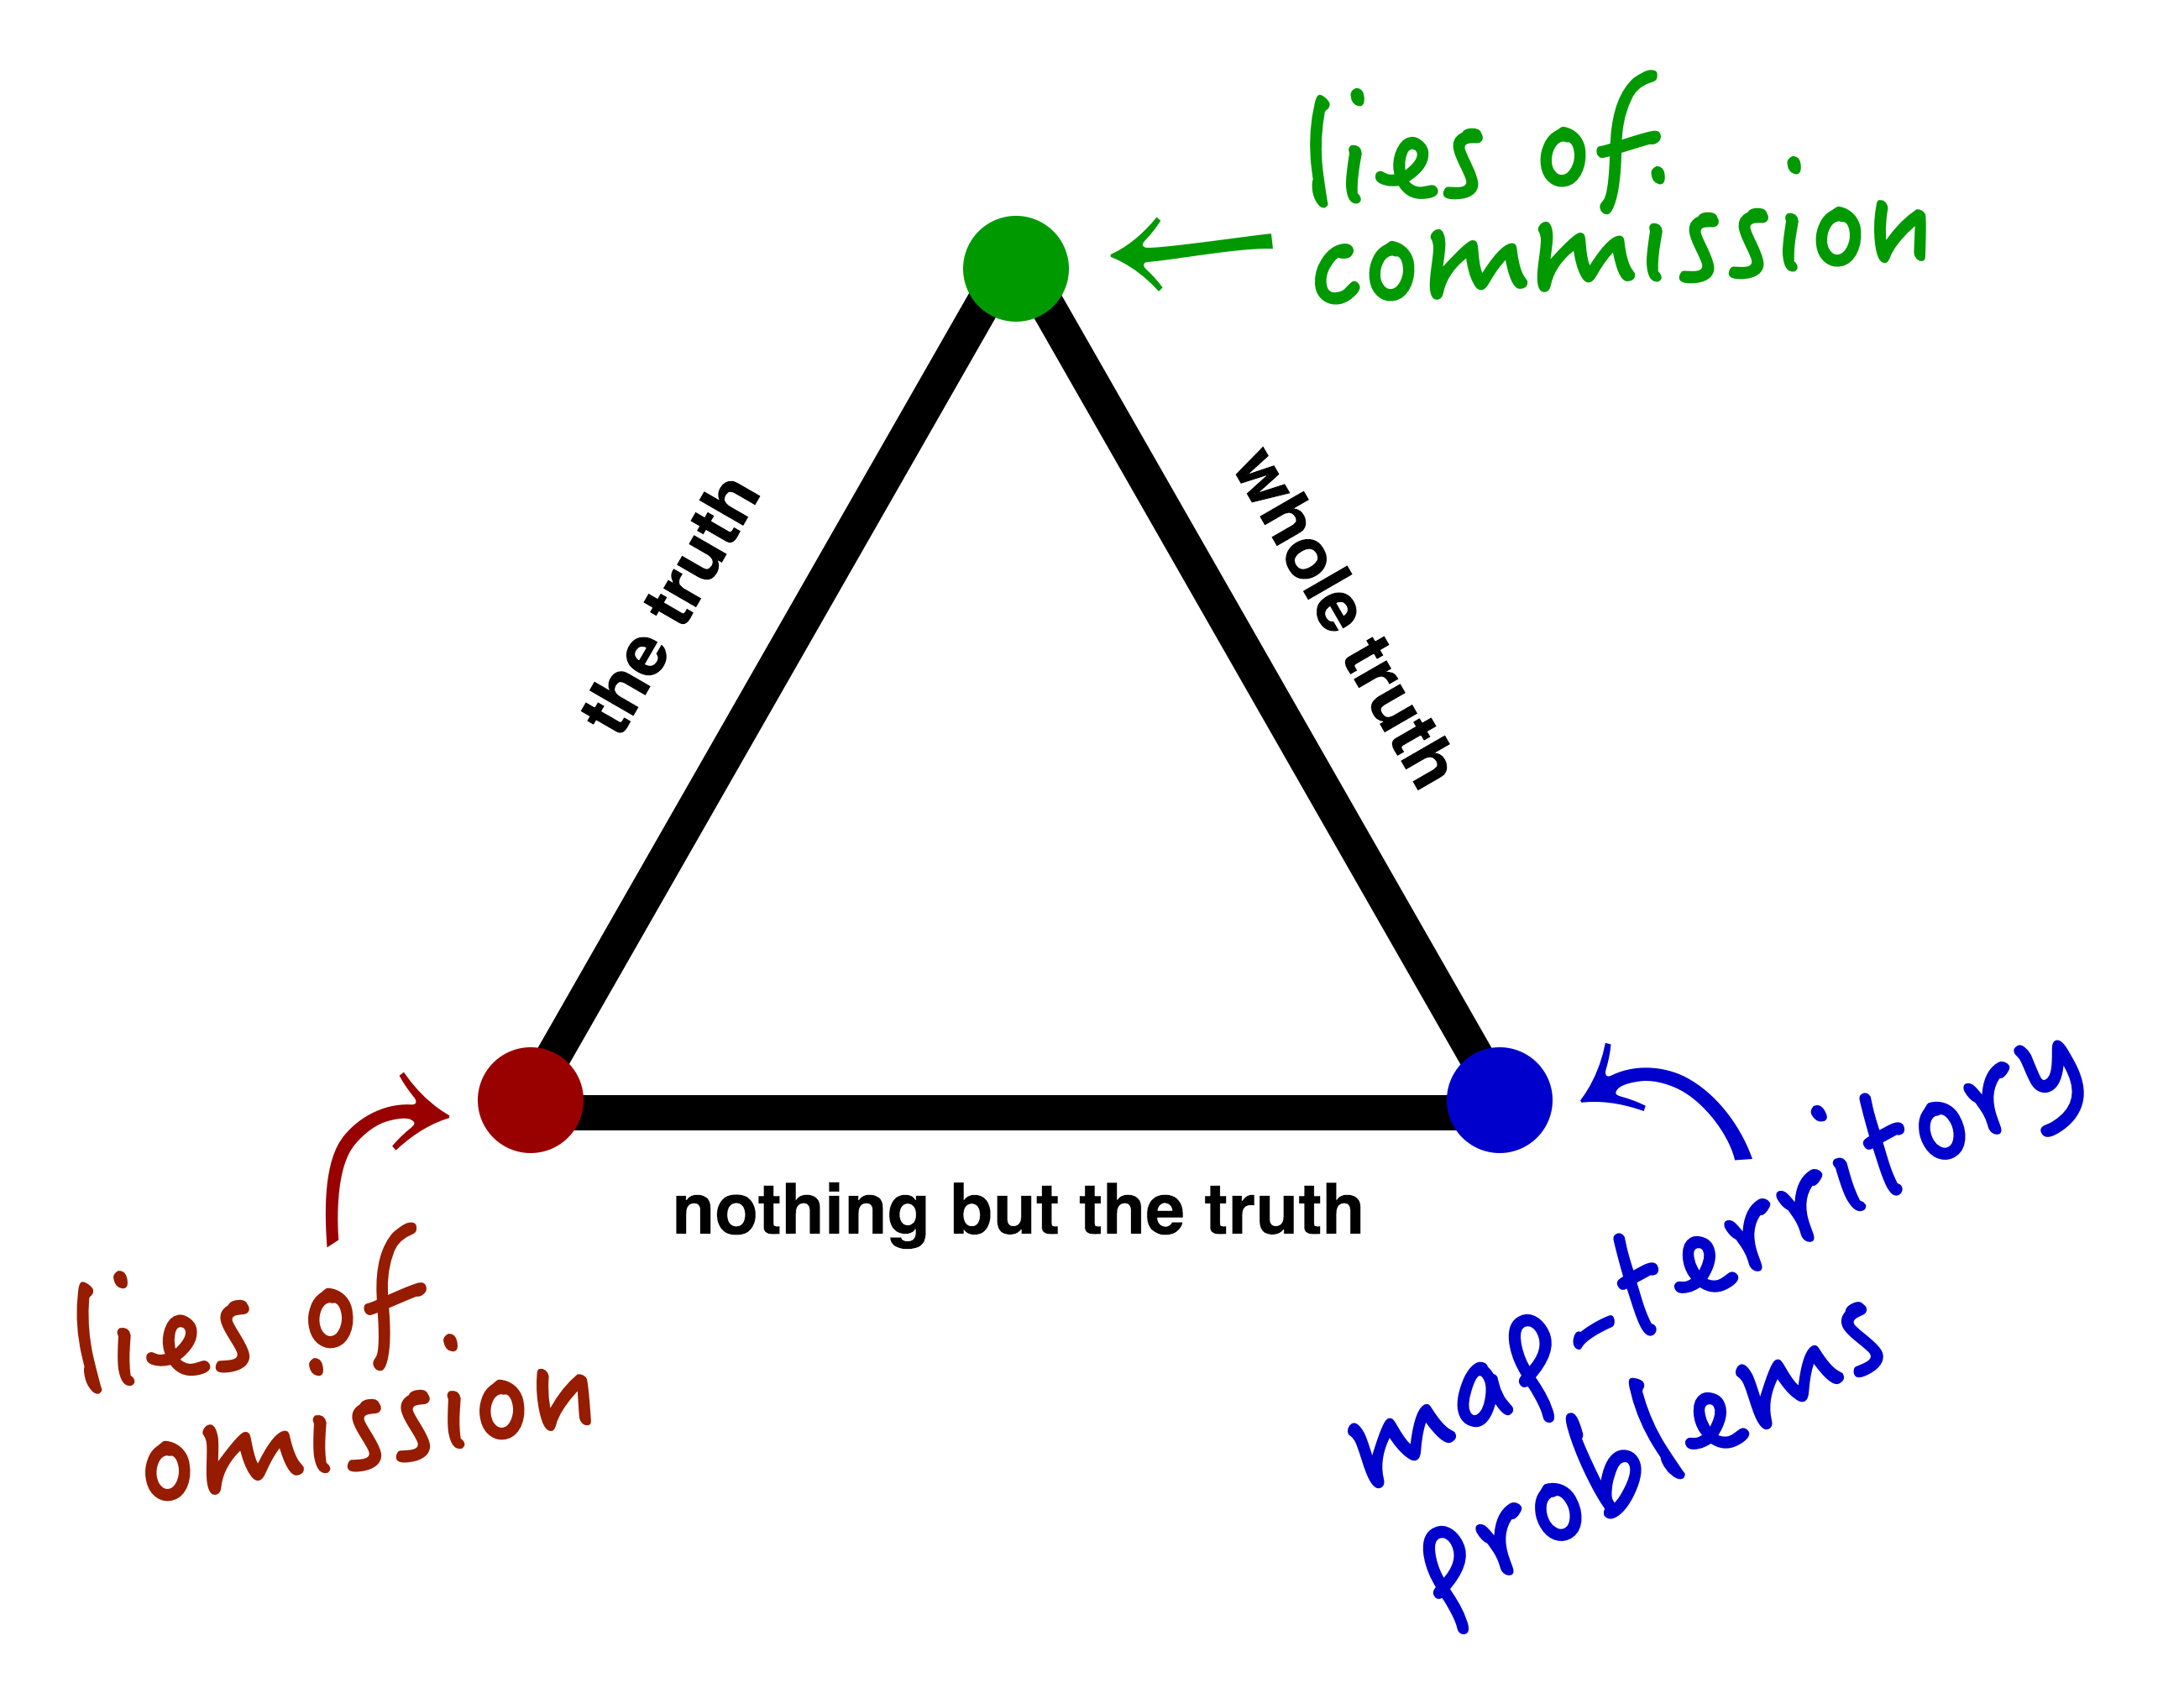 lies of
commission
the truth
whole truth
nothing but the truth
lies of
omission
map-territory
problems